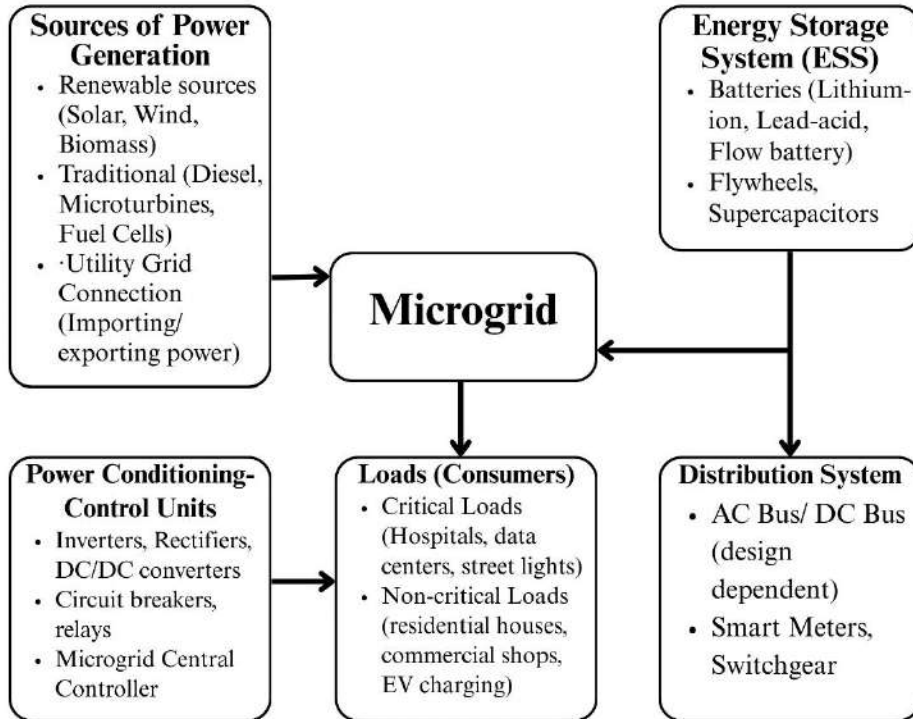 Sources of Power
Generation
• Renewable sources
(Solar, Wind,
Biomass)
• Traditional (Diesel,
Microturbines,
Fuel Cells)
• ·Utility Grid
Connection
(Importing/
exporting power)
Energy Storage
System (ESS)
• Batteries (Lithium-
ion, Lead-acid,
Flow battery)
• Flywheels,
Supercapacitors
Microgrid
Power Conditioning-
Control Units
• Inverters, Rectifiers,
DC/DC converters
• Circuit breakers,
relays
• Microgrid Central
Controller
Loads (Consumers)
• Critical Loads
(Hospitals, data
centers, street lights)
• Non-critical Loads
(residential houses,
commercial shops,
EV charging)
Distribution System
• AC Bus/ DC Bus
(design
dependent)
• Smart Meters,
Switchgear